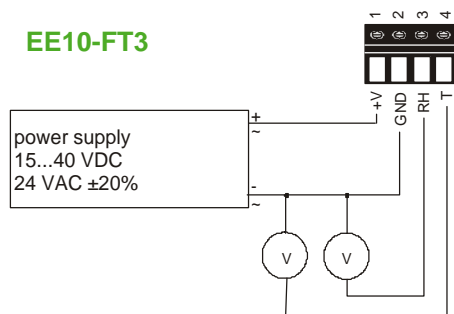 EE10-FT3
1 2 3 4
+V GND RH T
+
~
power supply
15...40 VDC
24 VAC ±20%
-
~
V V